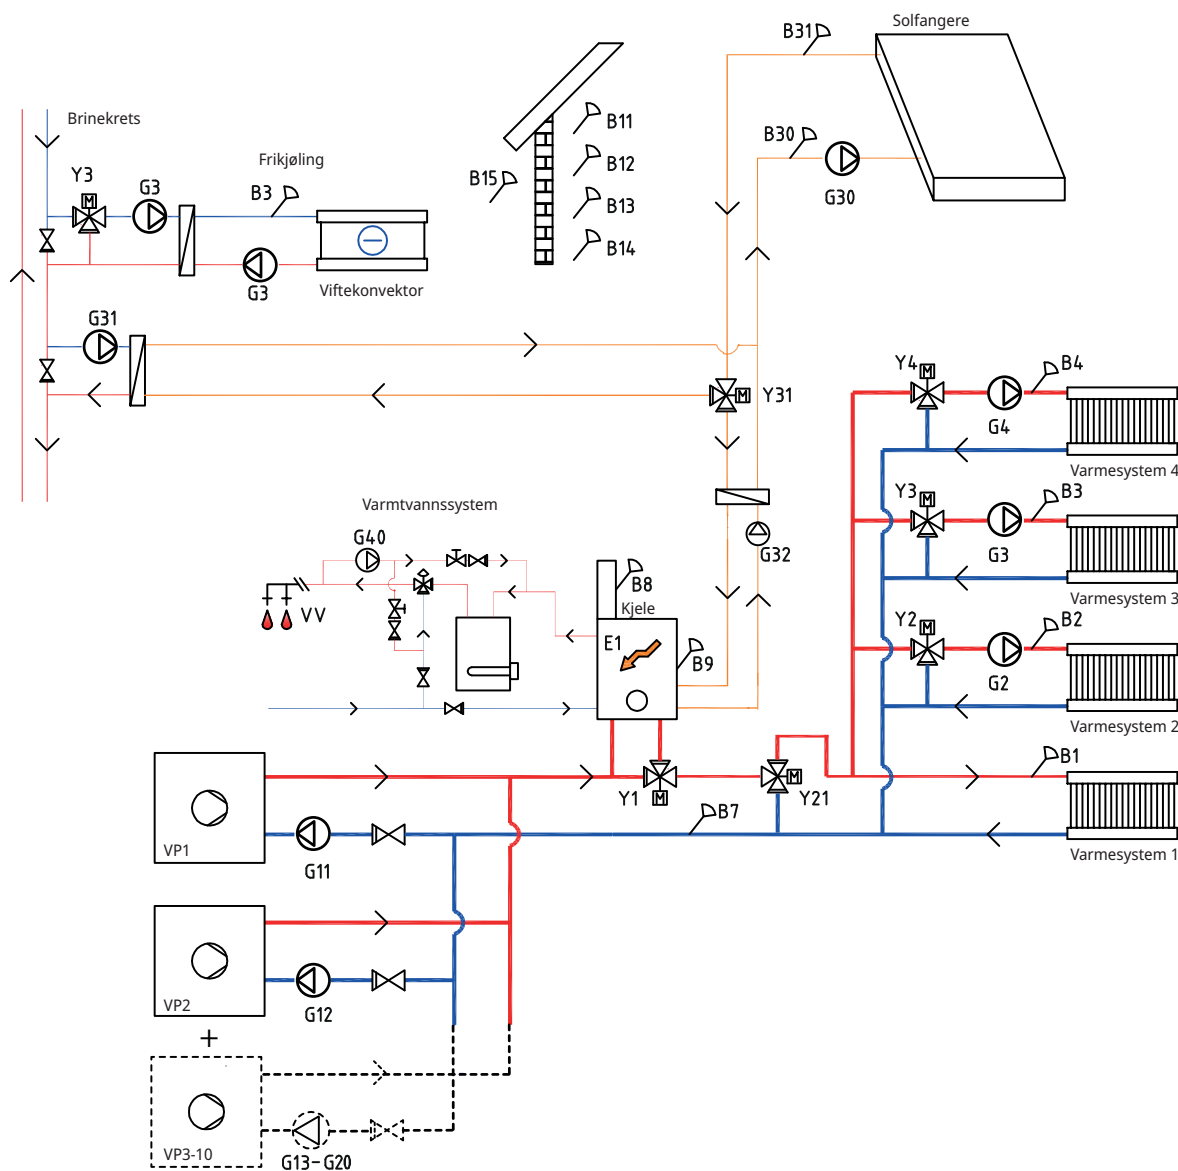 Solfangere
B31
Brinekrets
B11
B30
Frikjøling
B12
Y3
G3
B3
B15
G30
B13
B14
G3
Viftekonvektor
G31
Y4
B4
Y31
G4
Varmesystem 4
Y3
B3
Varmtvannssystem
G40
G32
G3
B8
Varmesystem 3
Kjele
VV
Y2
B2
E1
B9
G2
Varmesystem 2
B1
Y1
Y21
B7
VP1
G11
Varmesystem 1
VP2
G12
+
VP3-10
G13-G20